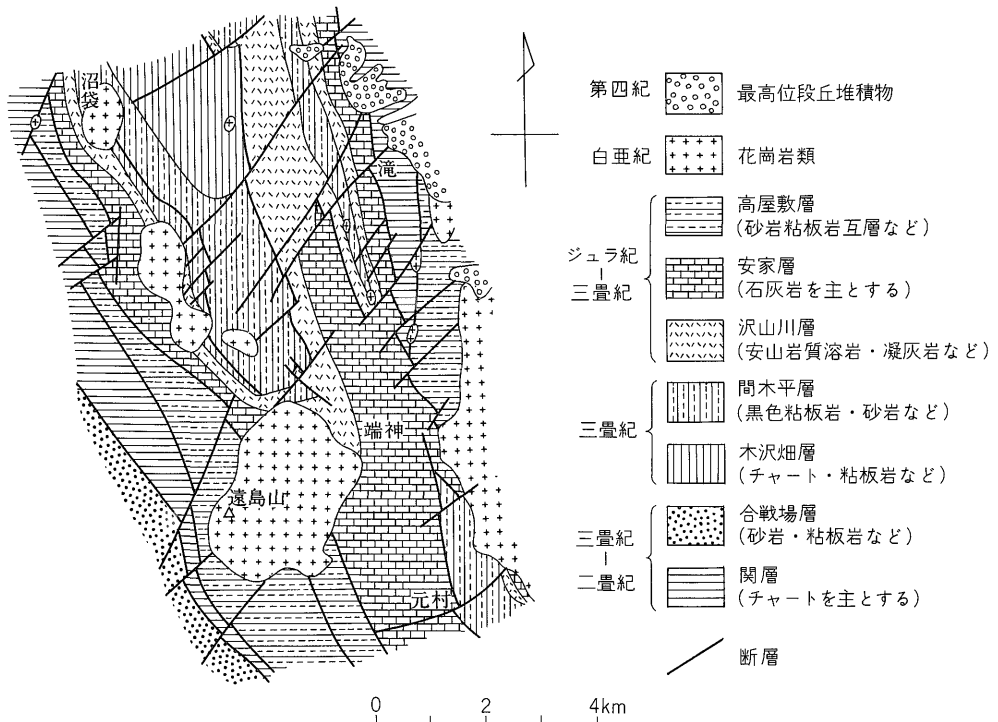 沼袋
滝
端神
遠島山
元村
第四紀
最高位段丘堆積物
白亜紀
花崗岩類
ジュラ紀
三畳紀
高屋敷層
(砂岩粘板岩互層など)
安家層
(石灰岩を主とする)
沢山川層
(安山岩質溶岩・凝灰岩など)
三畳紀
間木平層
(黒色粘板岩・砂岩など)
木沢畑層
(チャート・粘板岩など)
三畳紀
二畳紀
合戦場層
(砂岩・粘板岩など)
関層
(チャートを主とする)
断層
0 2 4km